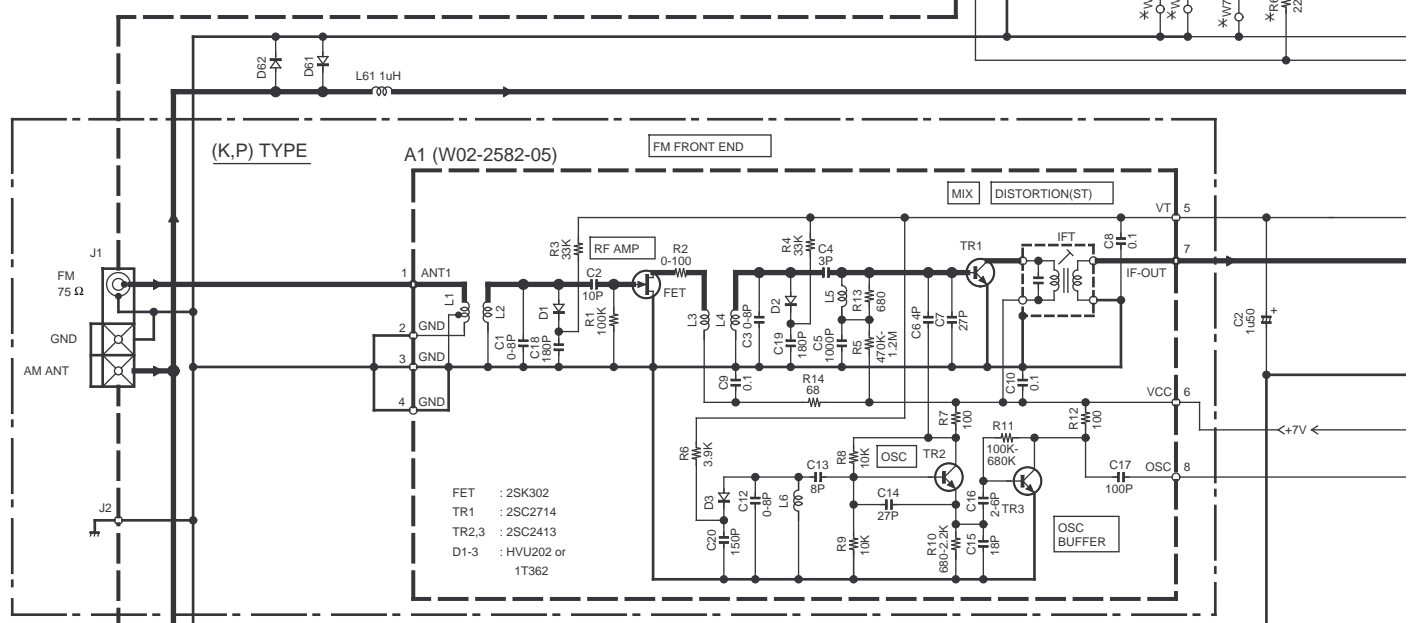 D62
D61
L61 1uH
(K,P) TYPE
A1 (W02-2582-05)
FM FRONT END
MIX
DISTORTION(ST)
VT 5
J1
FM
75 Ω
GND
AM ANT
J2
1 ANT1
2 GND
3 GND
4 GND
L1
L2
C1
0-8P
C18
180P
D1
R3
33K
C2
10P
R1
100K
RF AMP
FET
R2
0-100
L3
L4
C3 0-8P
D2
C19
180P
R4
33K
C4
3P
L5
C5
1000P
R13
680
R5
470K-
1.2M
C6 4P
C7
27P
TR1
IFT
C8
0.1
7
IF-OUT
C2
1u50
+
C9
0.1
R14
68
C10
0.1
VCC 6
R7
100
R12
100
<+7V <
R6
3.9K
D3
C20
150P
C12
0-8P
L6
C13
8P
R8
10K
OSC
TR2
C14
27P
R9
10K
R10
680-2.2K
R11
100K-
680K
C16
2-6P
TR3
C15
18P
C17
100P
OSC 8
OSC
BUFFER
FET : 2SK302
TR1 : 2SC2714
TR2,3 : 2SC2413
D1-3 : HVU202 or
1T362